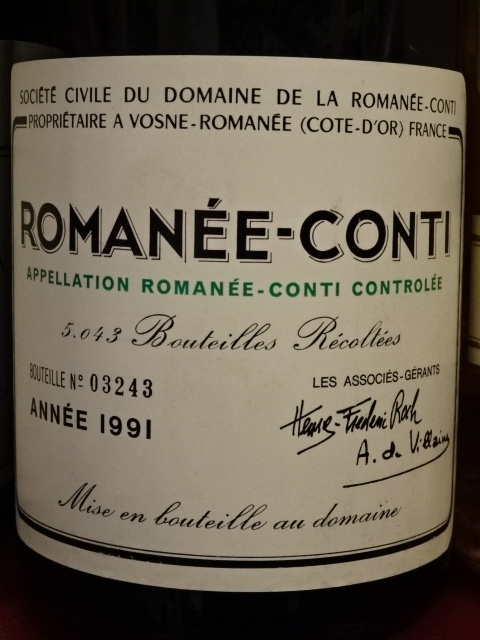 SOCIÉTÉ CIVILE DU DOMAINE DE LA ROMANÉE-CONTI
PROPRIÉTAIRE A VOSNE-ROMANÉE (COTE-D'OR) FRANCE
ROMANÉE-CONTI
APPELLATION ROMANÉE-CONTI CONTROLÉE
5.043 Bouteilles Récoltées
BOUTEILLE Nº 03243
ANNÉE 1991
LES ASSOCIÉS-GÉRANTS
Henry-Frédéric Roch
A. de Villaine
Mise en bouteille au domaine